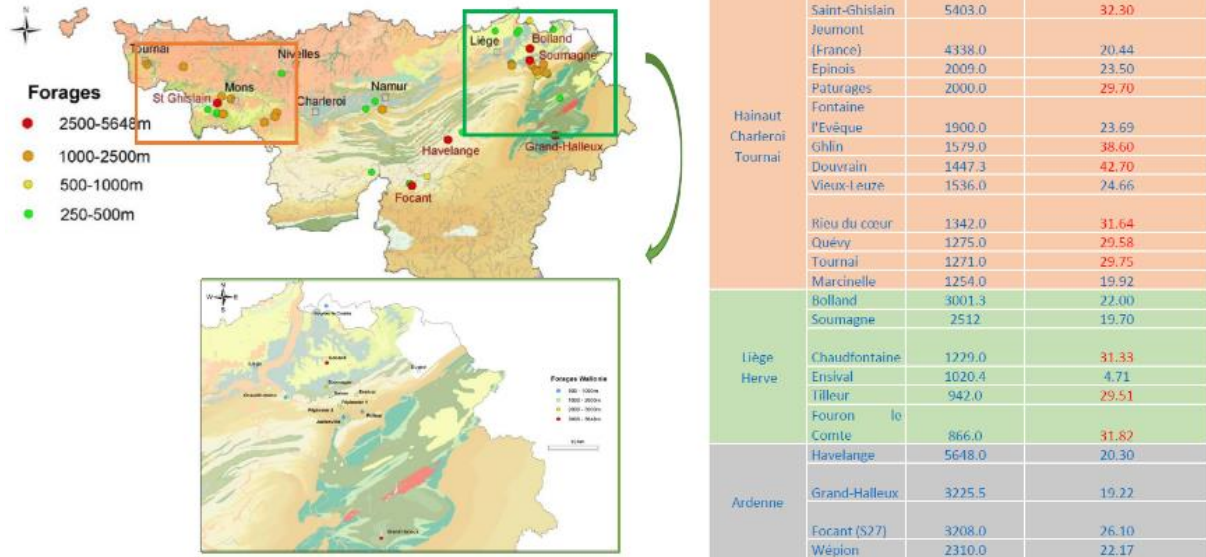 N
Tournai
Nivelles
Liège
Bolland
Soumagne
Mons
St Ghislain
Charleroi
Namur
Havelange
Grand-Halleux
Focant
Forages
2500-5648m
1000-2500m
500-1000m
250-500m
N
W
E
S
Liège
Bolland
Soumagne
Eupen
Forages Wallonie
Hainaut
Charleroi
Tournai
Saint-Ghislain 5403.0 32.30
Jeumont
(France) 4338.0 20.44
Epinois 2009.0 23.50
Paturages 2000.0 29.70
Fontaine
l'Evêque 1900.0 23.69
Ghlin 1579.0 38.60
Douvrain 1447.3 42.70
Vieux-Leuze 1536.0 24.66
Rieu du cœur 1342.0 31.64
Quévy 1275.0 29.58
Tournai 1271.0 29.75
Marcinelle 1254.0 19.92
Liège
Herve
Bolland 3001.3 22.00
Soumagne 2512 19.70
Chaudfontaine 1229.0 31.33
Ensival 1020.4 4.71
Tilleur 942.0 29.51
Fouron le
Comte 866.0 31.82
Ardenne
Havelange 5648.0 20.30
Grand-Halleux 3225.5 19.22
Focant (S27) 3208.0 26.10
Wépion 2310.0 22.17